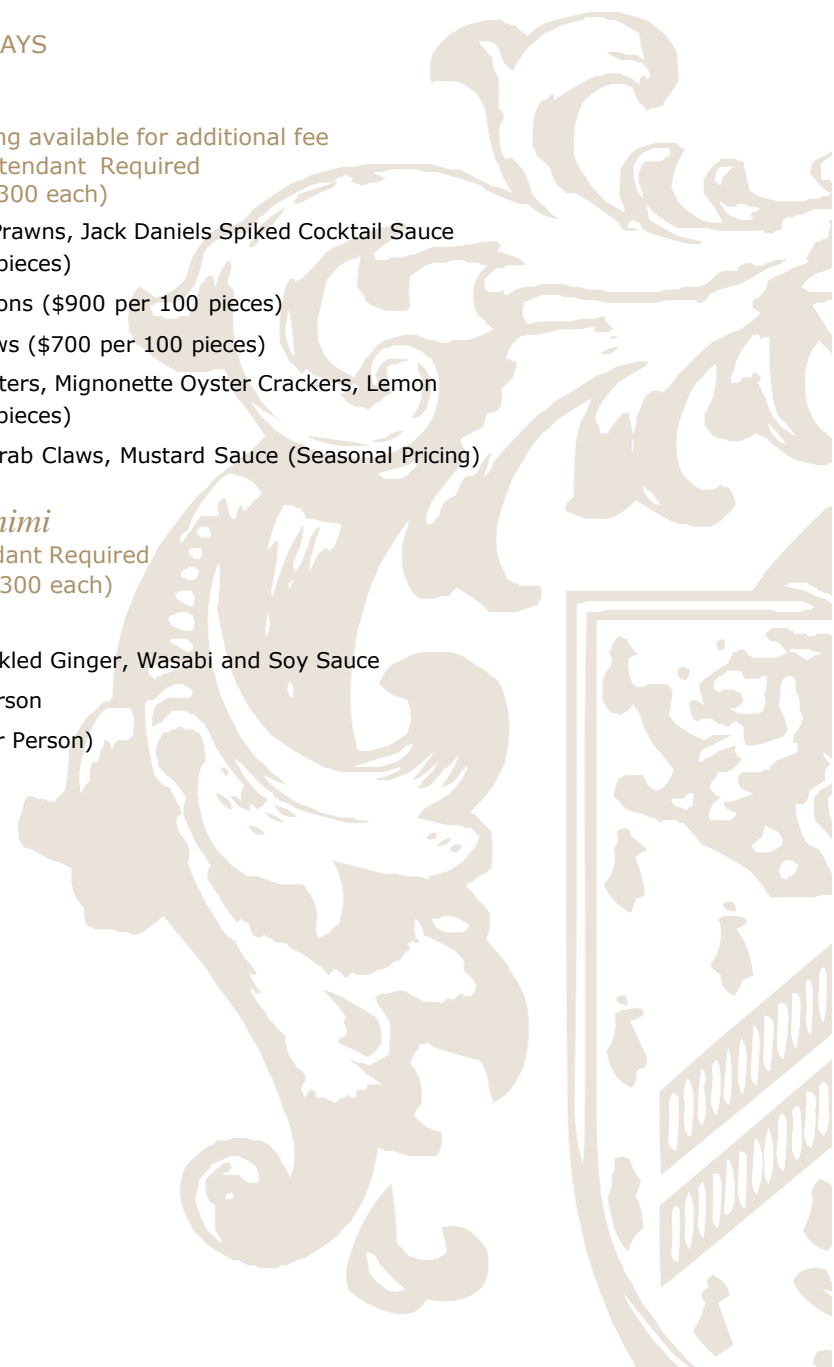 AYS
ng available for additional fee
tendant Required
300 each)
Prawns, Jack Daniels Spiked Cocktail Sauce
pieces)
ons ($900 per 100 pieces)
ws ($700 per 100 pieces)
ters, Mignonette Oyster Crackers, Lemon
pieces)
rab Claws, Mustard Sauce (Seasonal Pricing)
nimi
dant Required
300 each)
kled Ginger, Wasabi and Soy Sauce
rson
r Person)